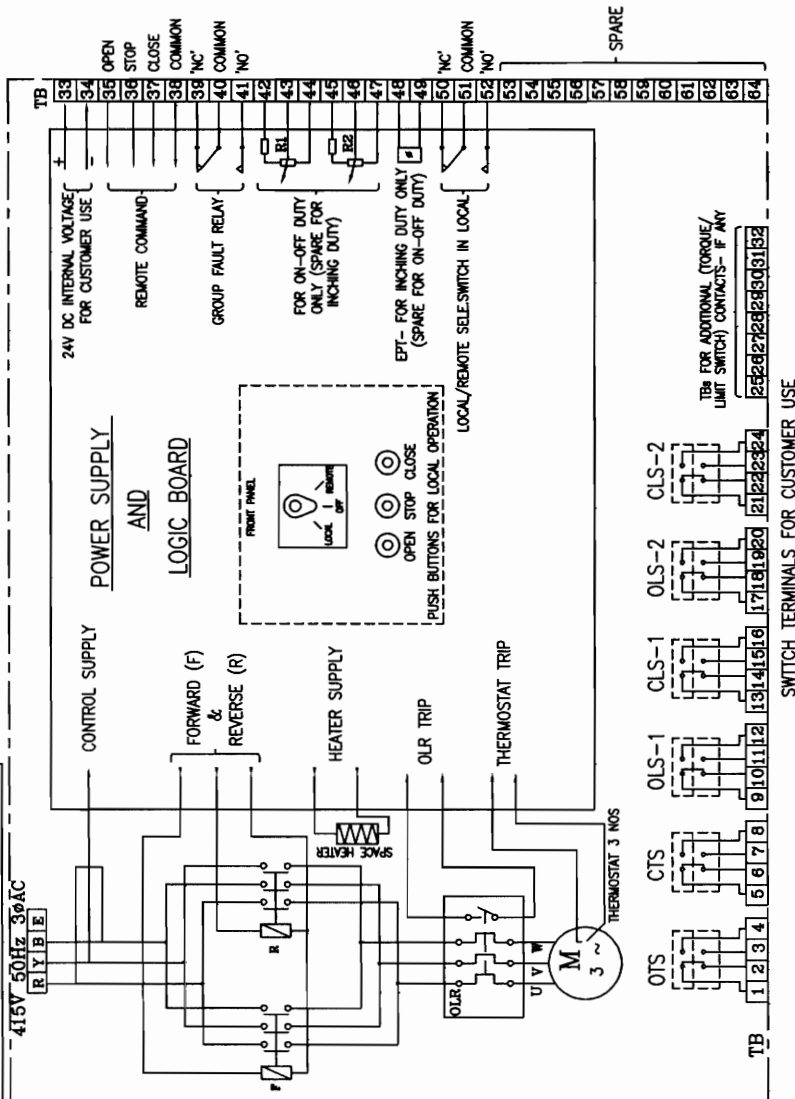 415V 50Hz 3øAC
R Y B E
CONTROL SUPPLY
FORWARD (F)
&
REVERSE (R)
HEATER SUPPLY
SPACE HEATER
OLR TRIP
THERMOSTAT TRIP
F
R
OLR
U V W
M
3 ~
THERMOSTAT 3 NOS
POWER SUPPLY
AND
LOGIC BOARD
FRONT PANEL
LOCAL
OFF
REMOTE
OPEN STOP CLOSE
PUSH BUTTONS FOR LOCAL OPERATION
24V DC INTERNAL VOLTAGE
FOR CUSTOMER USE
+
-
REMOTE COMMAND
GROUP FAULT RELAY
FOR ON-OFF DUTY
ONLY (SPARE FOR
INCHING DUTY)
R1
R2
EPT- FOR INCHING DUTY ONLY
(SPARE FOR ON-OFF DUTY)
LOCAL/REMOTE SELE.SWITCH IN LOCAL
TB
33
34
35 OPEN
36 STOP
37 CLOSE
38 COMMON
39 'NC'
40 COMMON
41 'NO'
42
43
44
45
46
47
48
49
50 'NC'
51 COMMON
52 'NO'
53
54
55
56
57
58
59
60
61
62
63
64
SPARE
OTS
CTS
OLS-1
CLS-1
OLS-2
CLS-2
TBs FOR ADDITIONAL (TORQUE/
LIMIT SWITCH) CONTACTS- IF ANY
TB
1 2 3 4
5 6 7 8
9 10 11 12
13 14 15 16
17 18 19 20
21 22 23 24
25 26 27 28 29 30 31 32
SWITCH TERMINALS FOR CUSTOMER USE